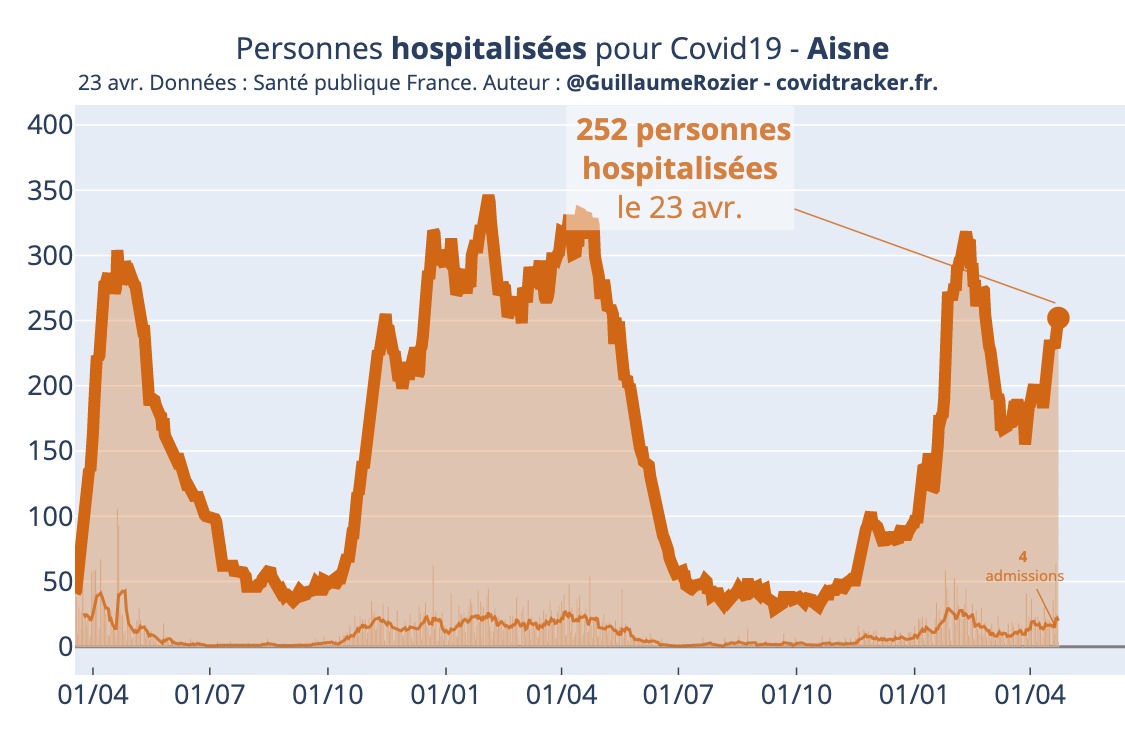 Personnes hospitalisées pour Covid19 - Aisne
23 avr. Données : Santé publique France. Auteur : @GuillaumeRozier - covidtracker.fr.
252 personnes
hospitalisées
le 23 avr.
400
350
300
250
200
150
100
50
0
4
admissions
01/04 01/07 01/10 01/01 01/04 01/07 01/10 01/01 01/04